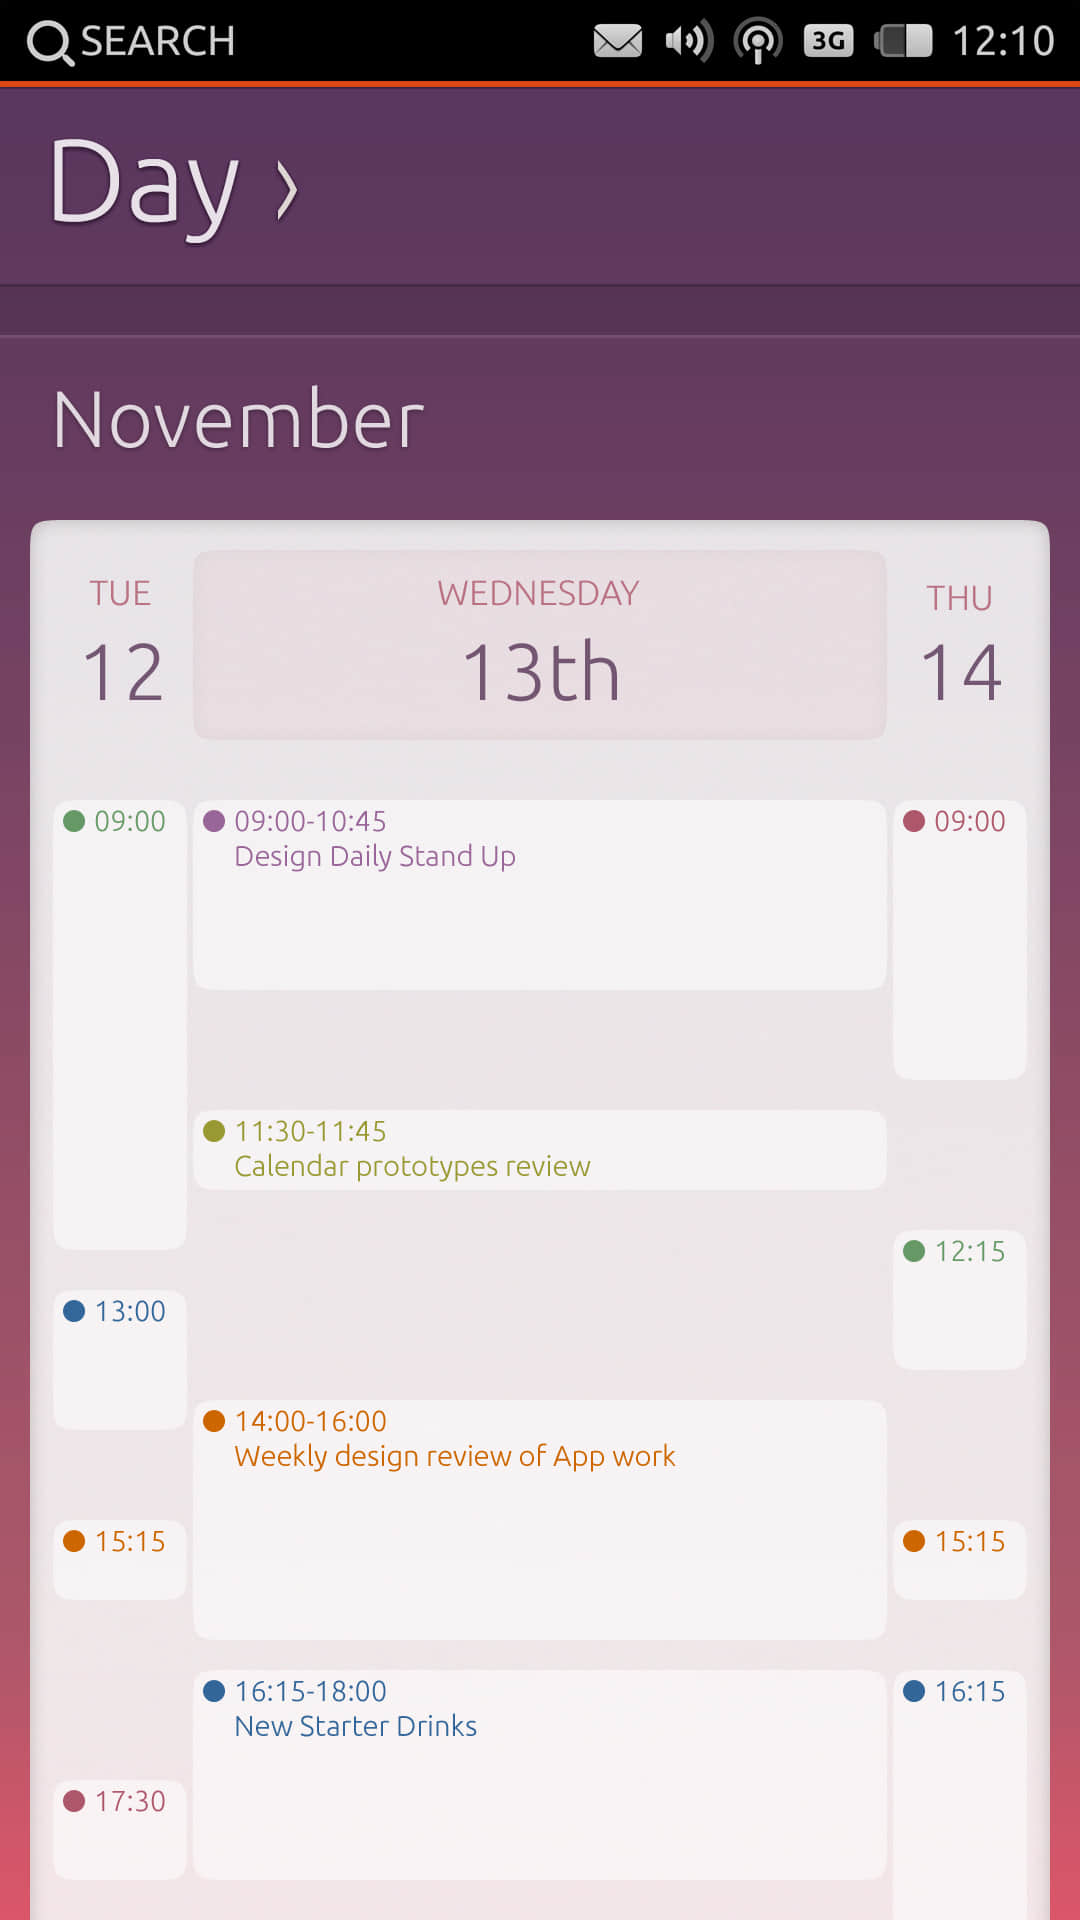 SEARCH 3G 12:10
Day ›
November
TUE WEDNESDAY THU
12 13th 14
09:00 09:00-10:45 09:00
Design Daily Stand Up
11:30-11:45
Calendar prototypes review
12:15
13:00
14:00-16:00
Weekly design review of App work
15:15 15:15
16:15-18:00 16:15
New Starter Drinks
17:30